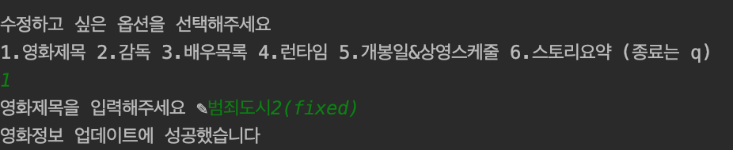 수정하고 싶은 옵션을 선택해주세요
1.영화제목 2.감독 3.배우목록 4.런타임 5.개봉일&상영스케줄 6.스토리요약 (종료는 q)
1
영화제목을 입력해주세요 ✎범죄도시2(fixed)
영화정보 업데이트에 성공했습니다